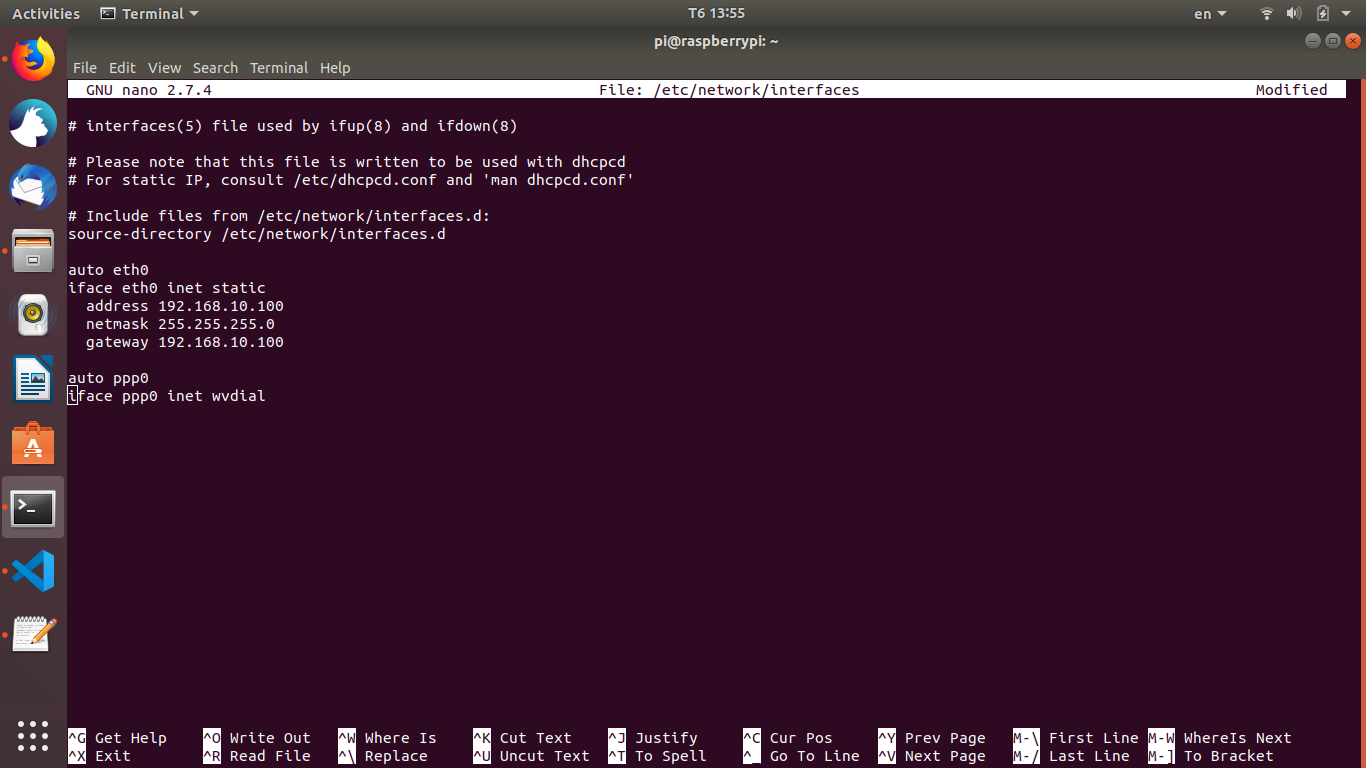 Activities Terminal T6 13:55 en
pi@raspberrypi: ~
File Edit View Search Terminal Help
GNU nano 2.7.4 File: /etc/network/interfaces Modified
# interfaces(5) file used by ifup(8) and ifdown(8)
# Please note that this file is written to be used with dhcpcd
# For static IP, consult /etc/dhcpcd.conf and 'man dhcpcd.conf'
# Include files from /etc/network/interfaces.d:
source-directory /etc/network/interfaces.d
auto eth0
iface eth0 inet static
address 192.168.10.100
netmask 255.255.255.0
gateway 192.168.10.100
auto ppp0
iface ppp0 inet wvdial
^G Get Help ^O Write Out ^W Where Is ^K Cut Text ^J Justify ^C Cur Pos ^Y Prev Page M-\ First Line M-W WhereIs Next
^X Exit ^R Read File ^\ Replace ^U Uncut Text ^T To Spell ^_ Go To Line ^V Next Page M-/ Last Line M-] To Bracket